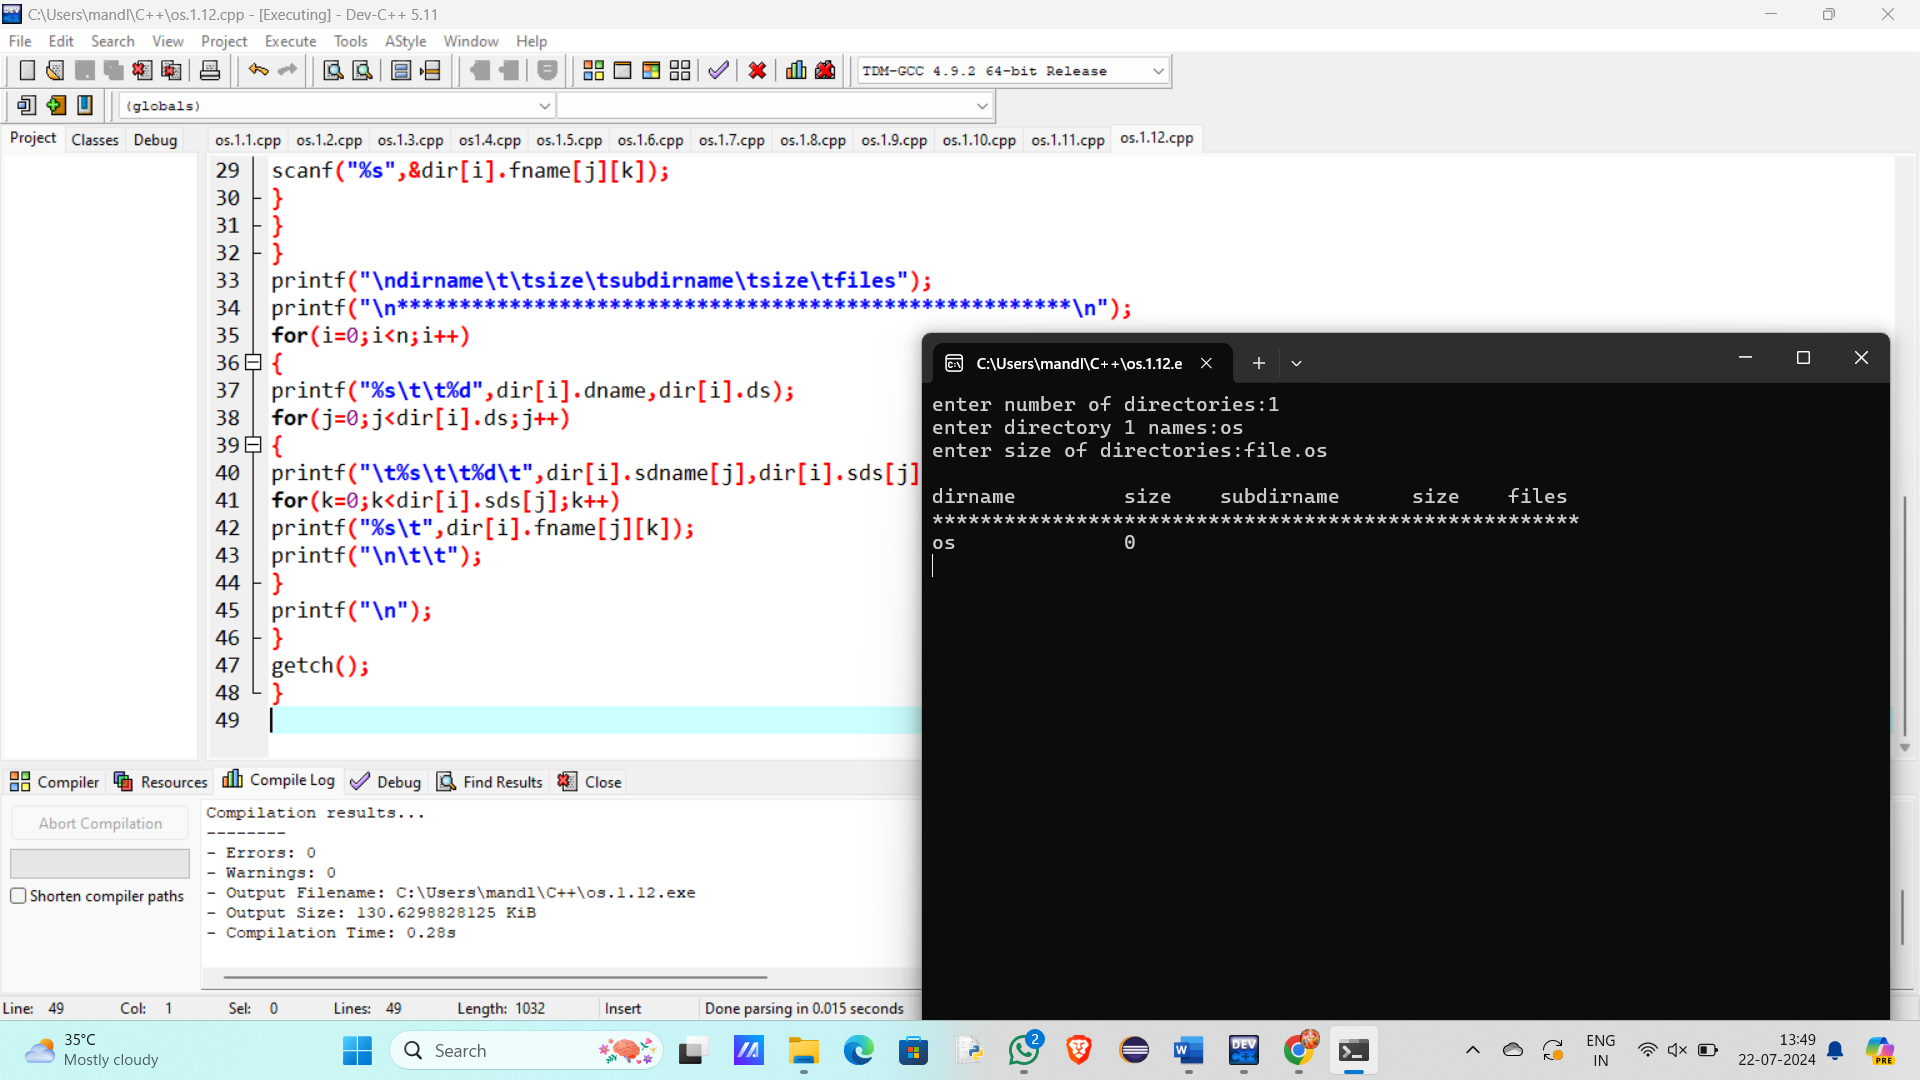 C:\Users\mandl\C++\os.1.12.cpp - [Executing] - Dev-C++ 5.11
File Edit Search View Project Execute Tools AStyle Window Help
TDM-GCC 4.9.2 64-bit Release
(globals)
Project Classes Debug os.1.1.cpp os.1.2.cpp os.1.3.cpp os1.4.cpp os.1.5.cpp os.1.6.cpp os.1.7.cpp os.1.8.cpp os.1.9.cpp os.1.10.cpp os.1.11.cpp os.1.12.cpp
29 scanf("%s",&dir[i].fname[j][k]);
30 }
31 }
32 }
33 printf("\ndirname\t\tsize\tsubdirname\tsize\tfiles");
34 printf("\n******************************************************\n");
35 for(i=0;i<n;i++)
36 {
37 printf("%s\t\t%d",dir[i].dname,dir[i].ds);
38 for(j=0;j<dir[i].ds;j++)
39 {
40 printf("\t%s\t\t%d\t",dir[i].sdname[j],dir[i].sds[j]
41 for(k=0;k<dir[i].sds[j];k++)
42 printf("%s\t",dir[i].fname[j][k]);
43 printf("\n\t\t");
44 }
45 printf("\n");
46 }
47 getch();
48 }
49
C:\Users\mandl\C++\os.1.12.e
enter number of directories:1
enter directory 1 names:os
enter size of directories:file.os
dirname size subdirname size files
******************************************************
os 0
Compiler Resources Compile Log Debug Find Results Close
Abort Compilation
Shorten compiler paths
Compilation results...
--------
- Errors: 0
- Warnings: 0
- Output Filename: C:\Users\mandl\C++\os.1.12.exe
- Output Size: 130.6298828125 KiB
- Compilation Time: 0.28s
Line: 49 Col: 1 Sel: 0 Lines: 49 Length: 1032 Insert Done parsing in 0.015 seconds
35°C
Mostly cloudy
Search
2
DEV
PRE
ENG
IN
13:49
22-07-2024